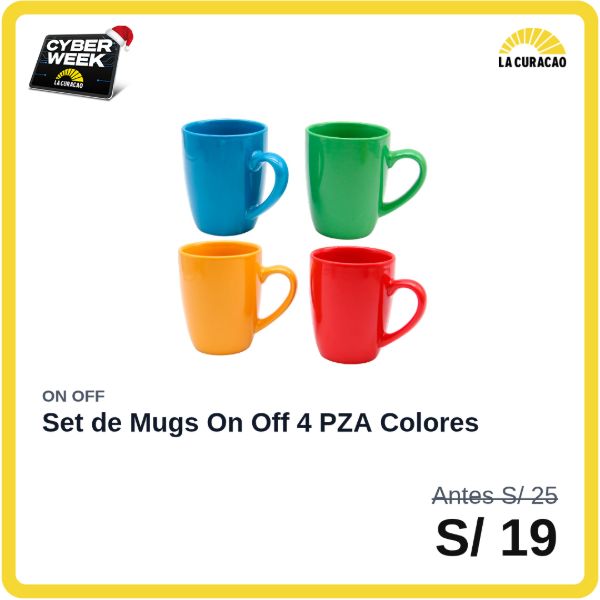 CYBER
WEEK
LA CURACAO
LA CURACAO
ON OFF
Set de Mugs On Off 4 PZA Colores
Antes S/ 25
S/ 19